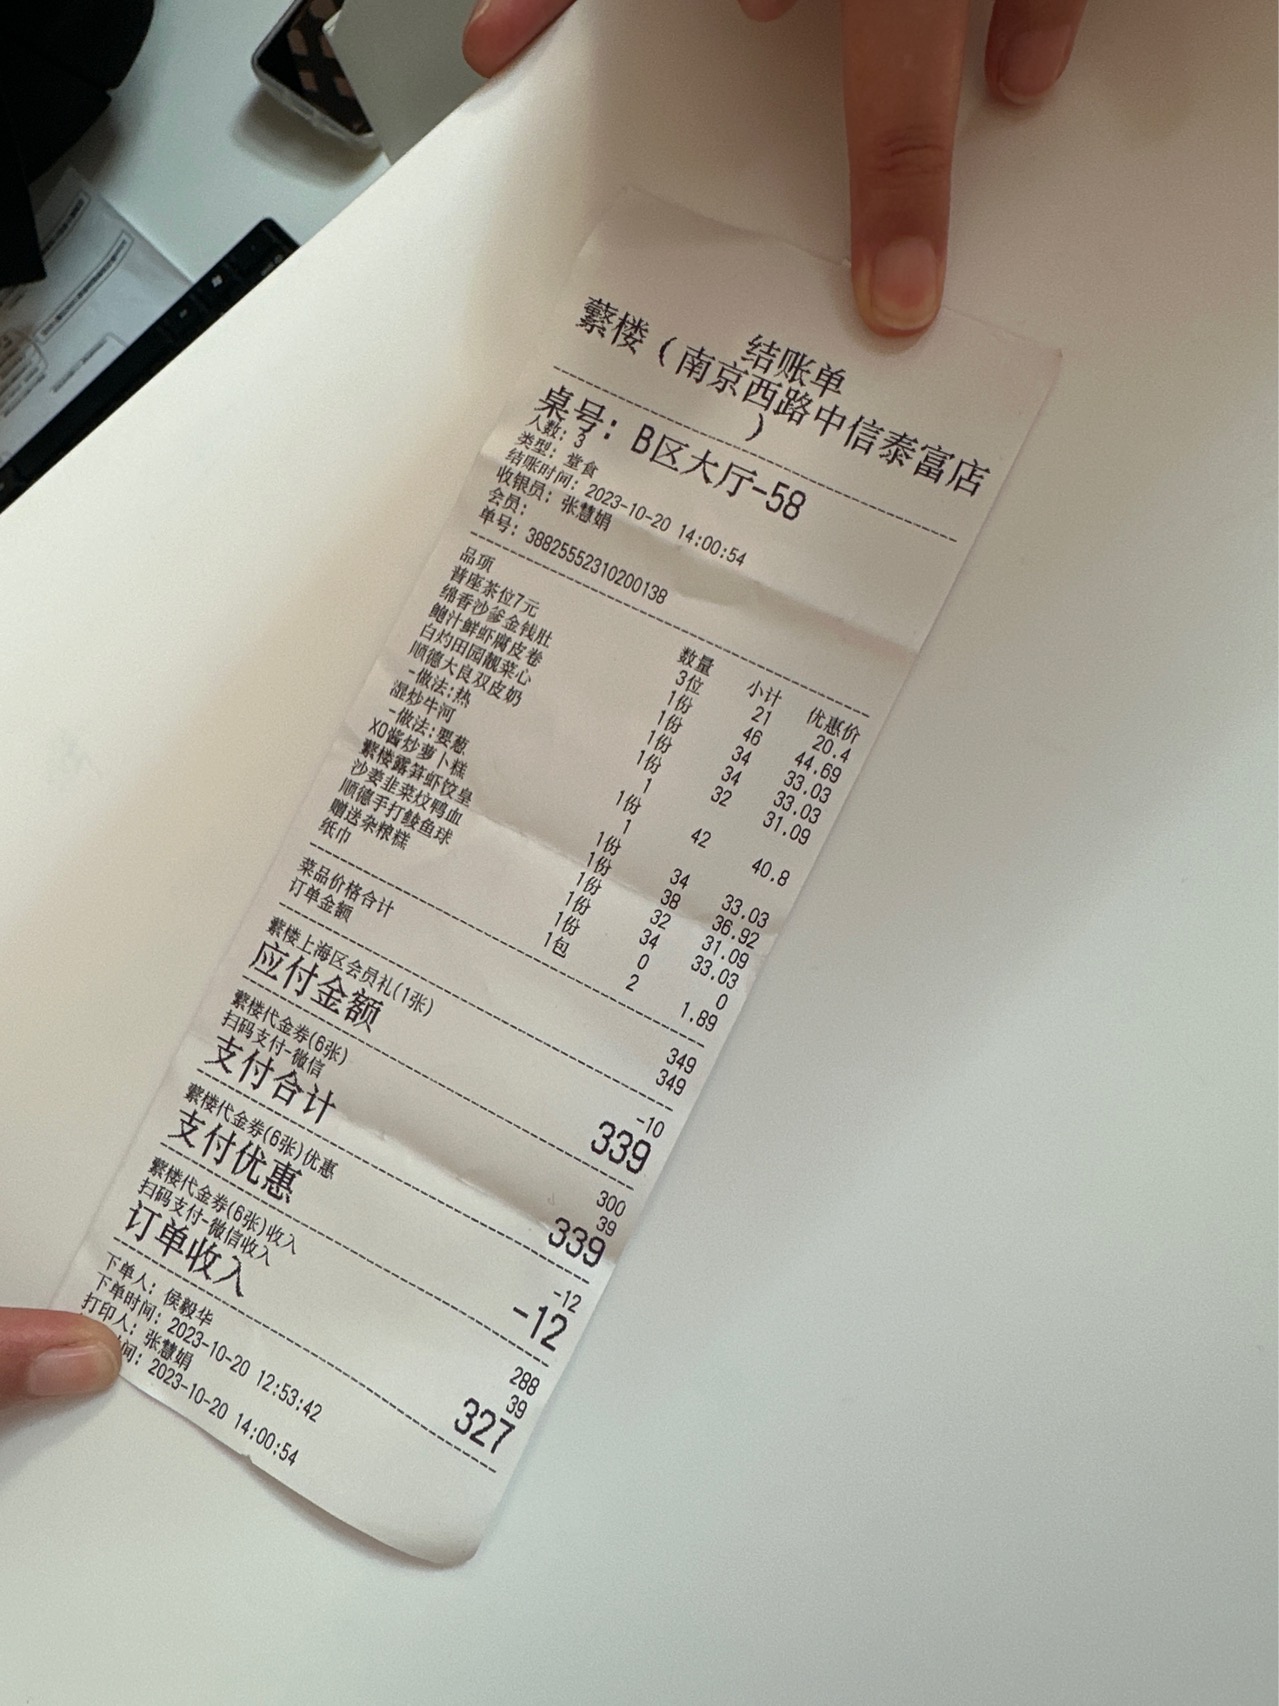 结账单
蘩楼（南京西路中信泰富店
）
桌号: B区大厅-58
人数: 3
类型: 堂食
结账时间: 2023-10-20 14:00:54
收银员: 张慧娟
会员:
单号: 38825552310200138
品项 数量 小计 优惠价
普座茶位7元 3位 21 20.4
绵香沙爹金钱肚 1份 46 44.69
鲍汁鲜虾腐皮卷 1份 34 33.03
白灼田园靓菜心 1份 34 33.03
顺德大良双皮奶 1份 32 31.09
-做法:热 1
湿炒牛河 1份 42 40.8
-做法:要葱 1
XO酱炒萝卜糕 1份 34 33.03
蘩楼露笋虾饺皇 1份 38 36.92
沙姜韭菜炆鸭血 1份 32 31.09
顺德手打鲮鱼球 1份 34 33.03
赠送杂粮糕 1份 0 0
纸巾 1包 2 1.89
菜品价格合计 349
订单金额 349
蘩楼上海区会员礼(1张) -10
应付金额 339
蘩楼代金券(6张) 300
扫码支付-微信 39
支付合计 339
蘩楼代金券(6张)优惠 -12
支付优惠 -12
蘩楼代金券(6张)收入 288
扫码支付-微信收入 39
订单收入 327
下单人: 侯毅华
下单时间: 2023-10-20 12:53:42
打印人: 张慧娟
间: 2023-10-20 14:00:54